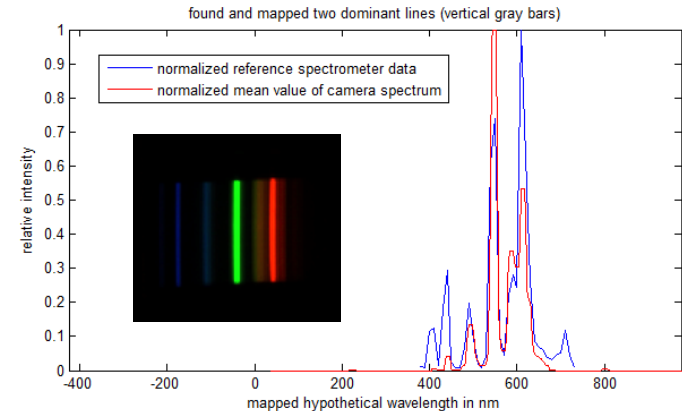 found and mapped two dominant lines (vertical gray bars)
1
0.9
0.8
0.7
0.6
0.5
0.4
0.3
0.2
0.1
0
relative intensity
normalized reference spectrometer data
normalized mean value of camera spectrum
-400 -200 0 200 400 600 800
mapped hypothetical wavelength in nm